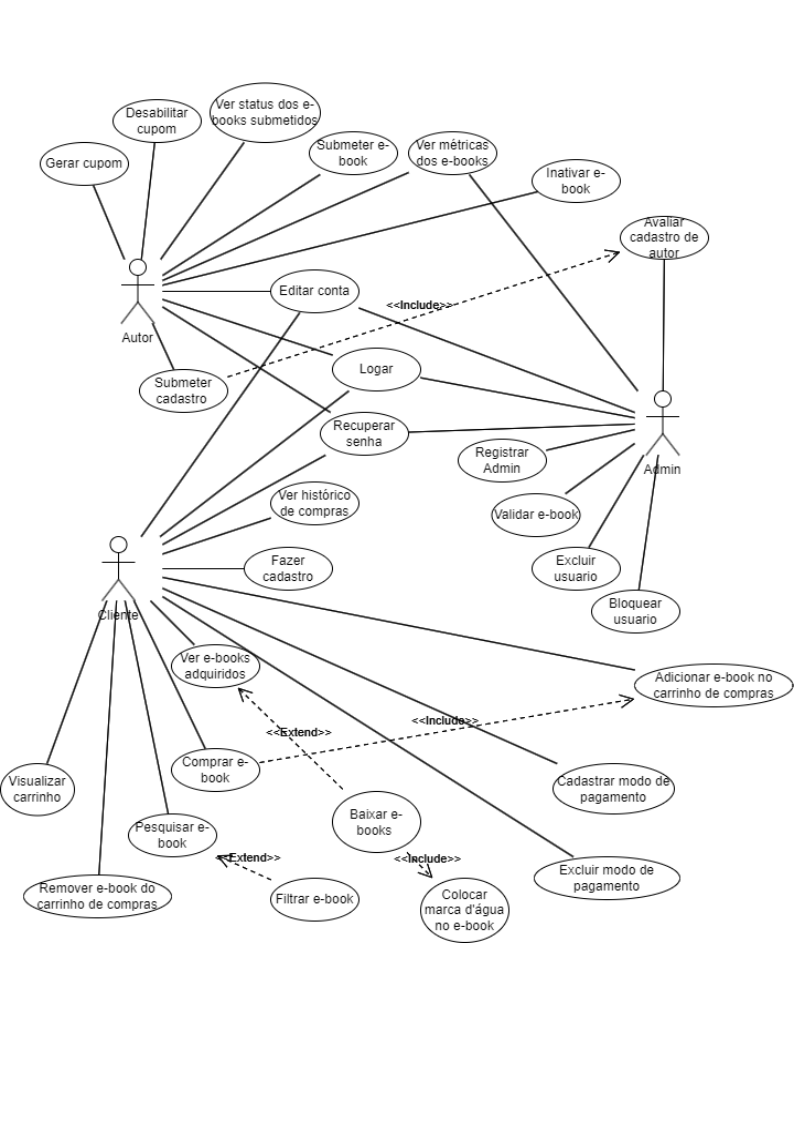 Ver status dos e-
books submetidos
Desabilitar
cupom
Gerar cupom
Submeter e-
book
Ver métricas
dos e-books
Inativar e-
book
Avaliar
cadastro de
autor
Editar conta
<<Include>>
Autor
Submeter
cadastro
Logar
Recuperar
senha
Registrar
Admin
Admin
Ver histórico
de compras
Validar e-book
Fazer
cadastro
Excluir
usuario
Bloquear
usuario
Cliente
Ver e-books
adquiridos
Adicionar e-book no
carrinho de compras
<<Include>>
<<Extend>>
Comprar e-
book
Visualizar
carrinho
Cadastrar modo de
pagamento
Baixar e-
books
Pesquisar e-
book
<<Extend>>
<<Include>>
Excluir modo de
pagamento
Remover e-book do
carrinho de compras
Filtrar e-book
Colocar
marca d'água
no e-book